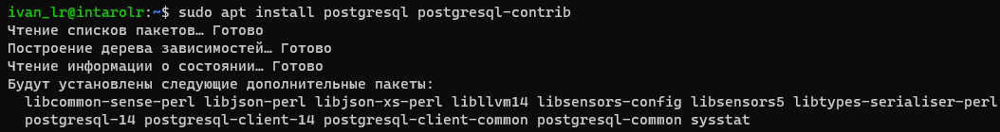 ivan_lr@intarolr:~$ sudo apt install postgresql postgresql-contrib
Чтение списков пакетов… Готово
Построение дерева зависимостей… Готово
Чтение информации о состоянии… Готово
Будут установлены следующие дополнительные пакеты:
  libcommon-sense-perl libjson-perl libjson-xs-perl libllvm14 libsensors-config libsensors5 libtypes-serialiser-perl
  postgresql-14 postgresql-client-14 postgresql-client-common postgresql-common sysstat